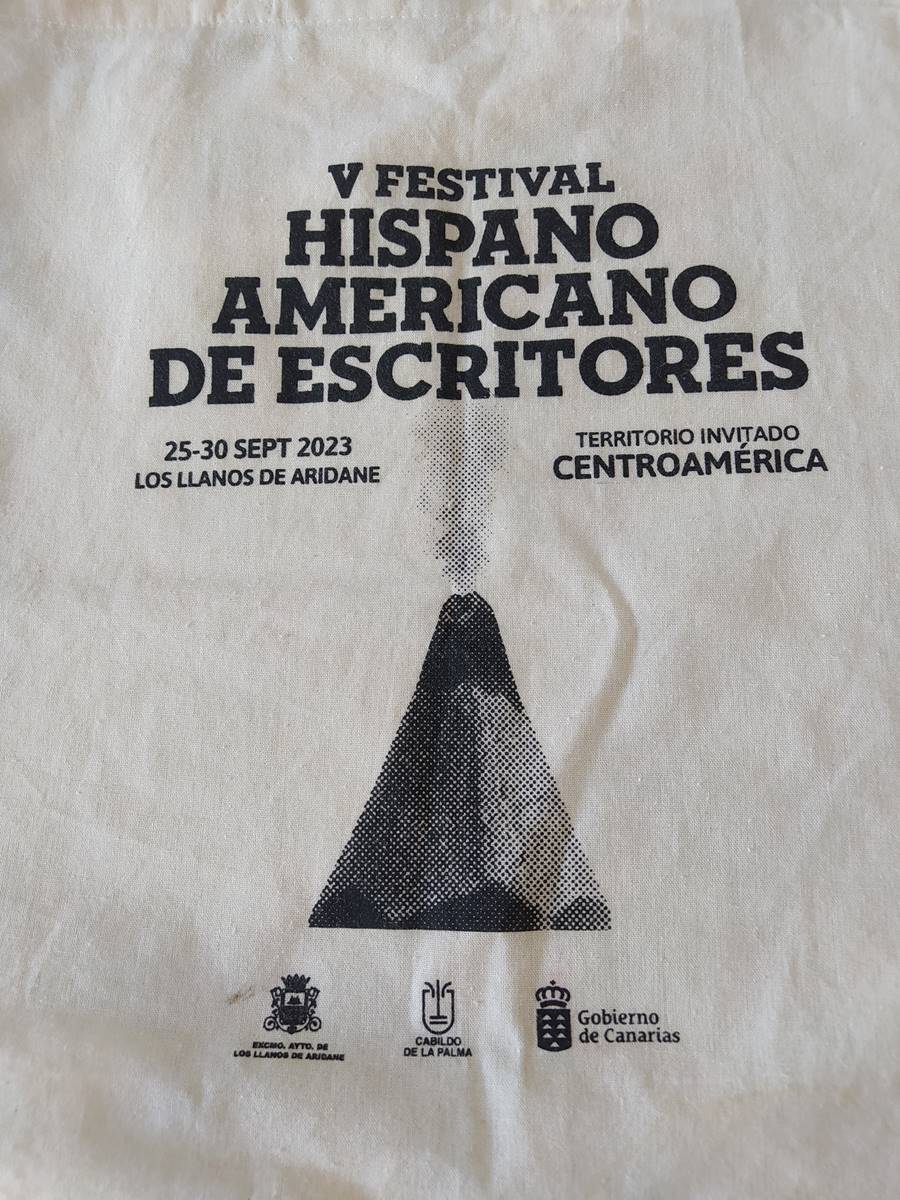 V FESTIVAL
HISPANO
AMERICANO
DE ESCRITORES
25-30 SEPT 2023
LOS LLANOS DE ARIDANE
TERRITORIO INVITADO
CENTROAMÉRICA
EXCMO. AYTO. DE
LOS LLANOS DE ARIDANE
CABILDO
DE LA PALMA
Gobierno
de Canarias